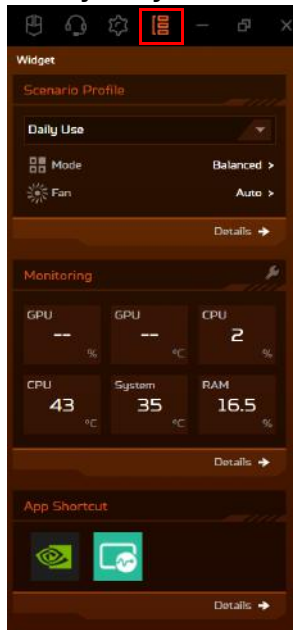 Widget
Scenario Profile
Daily Use
Mode Balanced >
Fan Auto >
Details →
Monitoring
GPU GPU CPU
-- -- 2
% °C %
CPU System RAM
43 35 16.5
°C °C %
Details →
App Shortcut
Details →